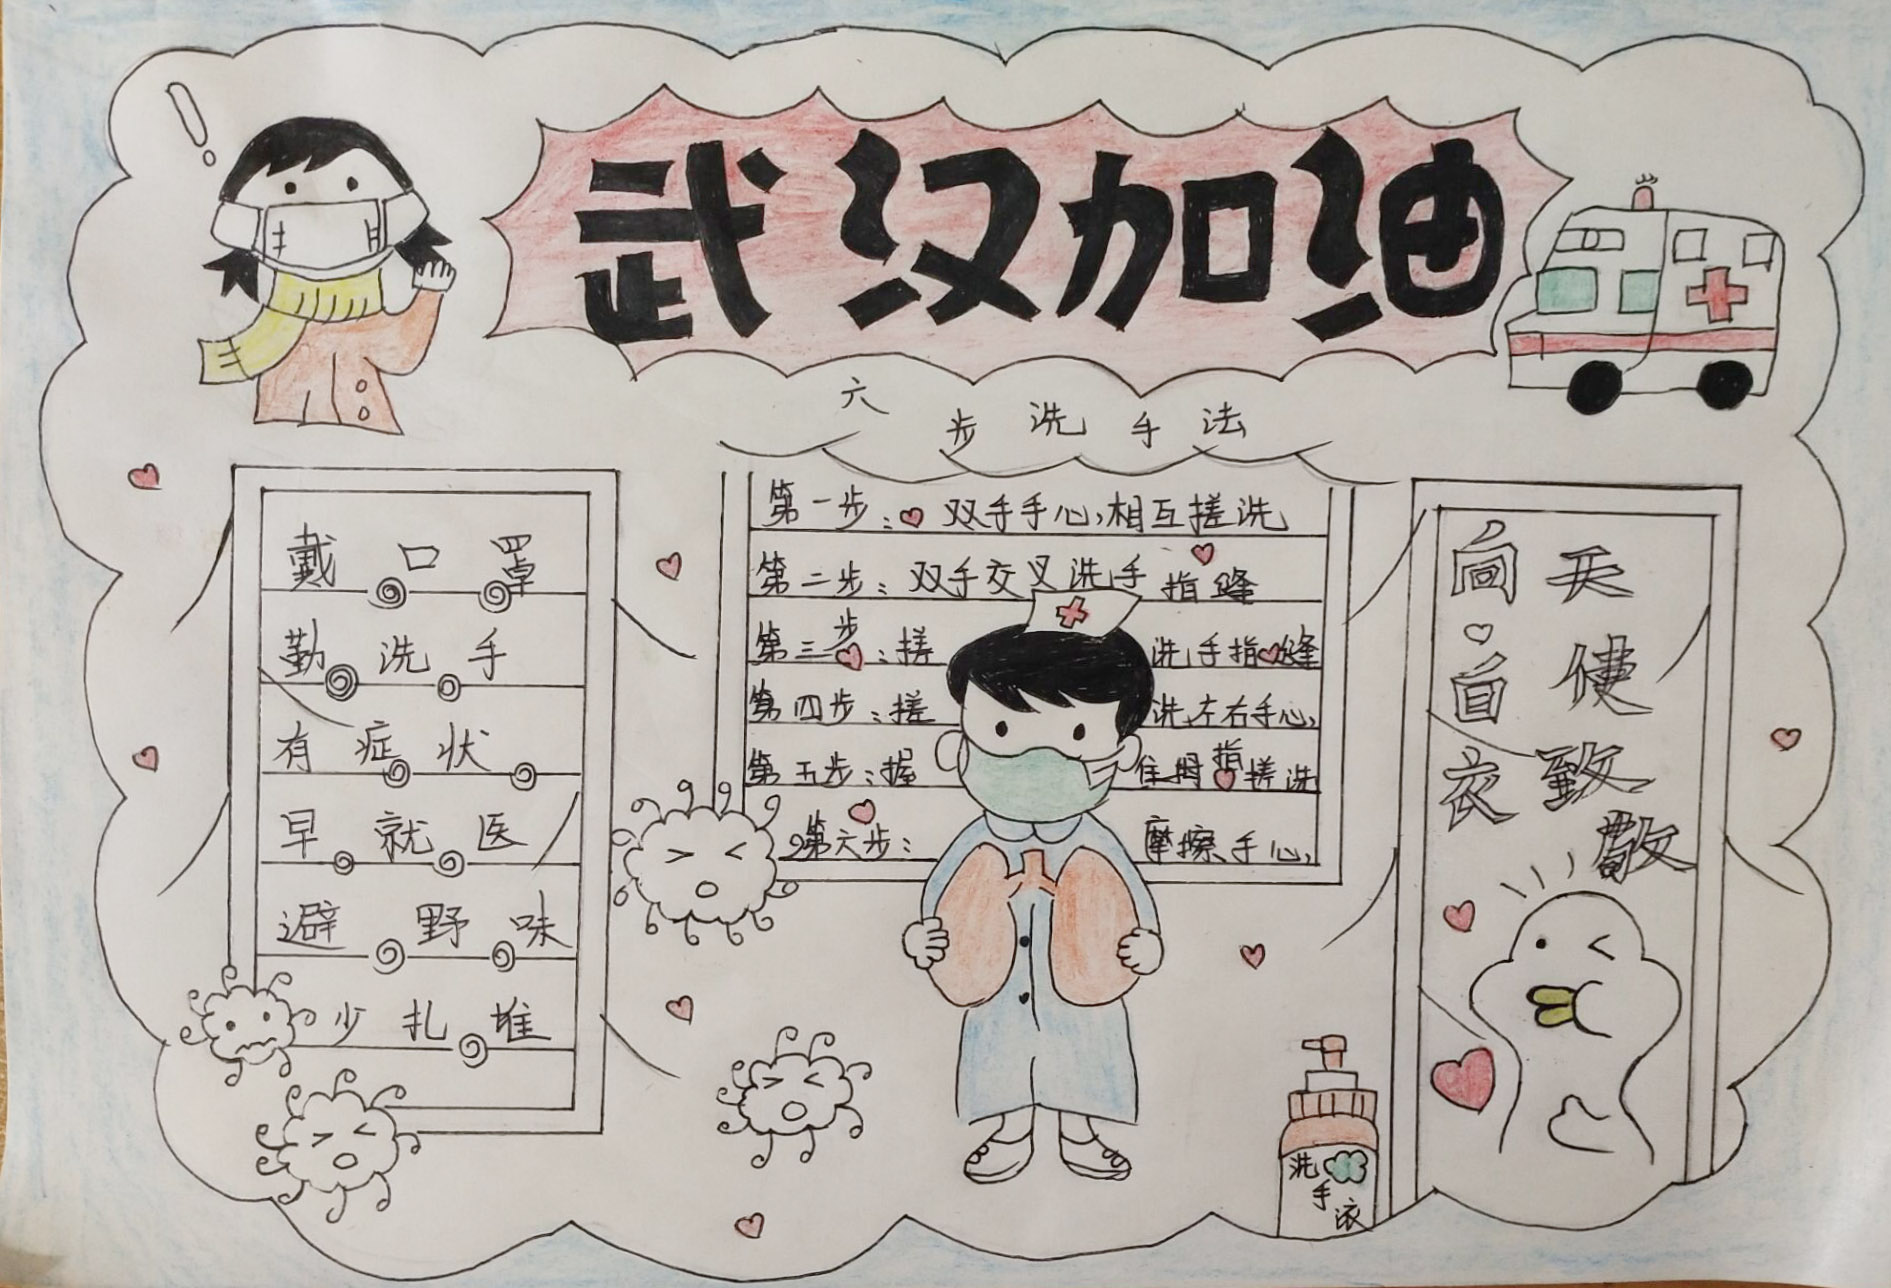 武汉加油
六步洗手法
戴口罩
勤洗手
有症状
早就医
避野味
少扎堆
第一步：双手手心，相互搓洗
第二步：双手交叉洗手指缝
第三步：搓洗手指缝
第四步：搓洗左右手心，
第五步：握住拇指搓洗
第六步：摩擦手心，
向白衣
天使致敬
洗手液